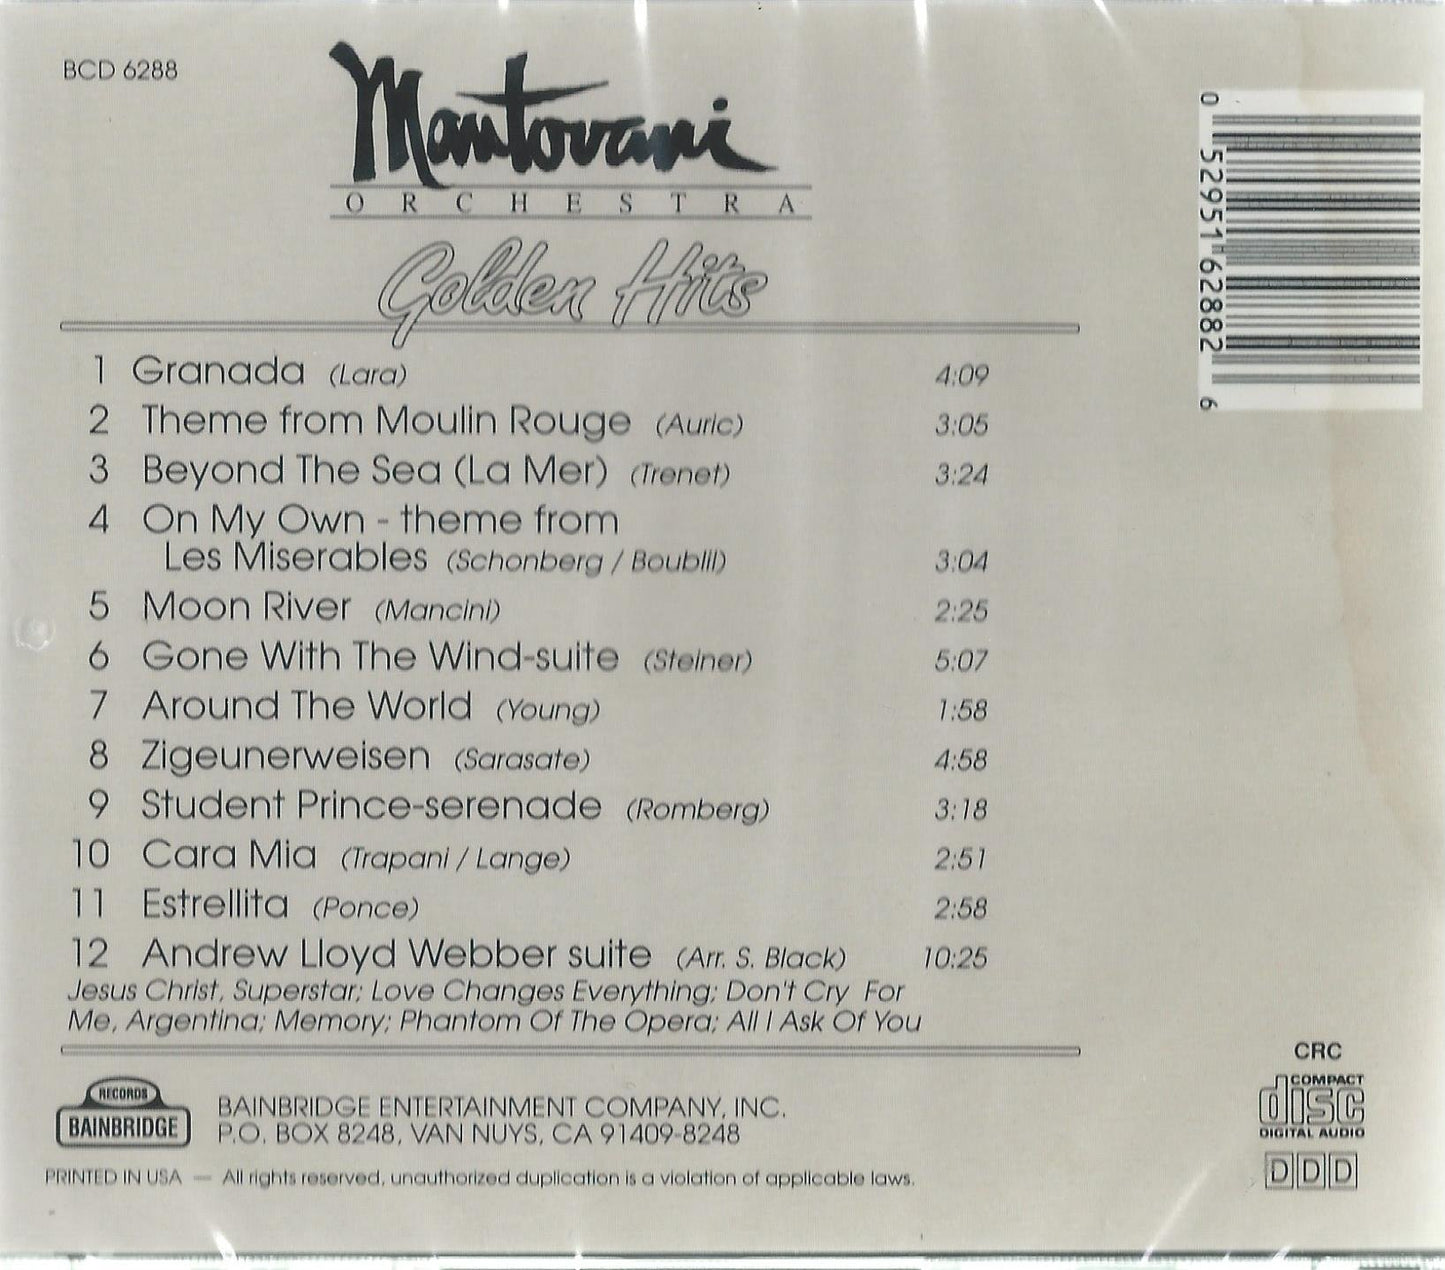 BCD 6288
Mantovani
ORCHESTRA
Golden Hits
0 52951 62882 6
1 Granada (Lara) 4:09
2 Theme from Moulin Rouge (Auric) 3:05
3 Beyond The Sea (La Mer) (Trenet) 3:24
4 On My Own - theme from
Les Miserables (Schonberg / Boublil) 3:04
5 Moon River (Mancini) 2:25
6 Gone With The Wind-suite (Steiner) 5:07
7 Around The World (Young) 1:58
8 Zigeunerweisen (Sarasate) 4:58
9 Student Prince-serenade (Romberg) 3:18
10 Cara Mia (Trapani / Lange) 2:51
11 Estrellita (Ponce) 2:58
12 Andrew Lloyd Webber suite (Arr. S. Black) 10:25
Jesus Christ, Superstar; Love Changes Everything; Don't Cry For
Me, Argentina; Memory; Phantom Of The Opera; All I Ask Of You
RECORDS
BAINBRIDGE
BAINBRIDGE ENTERTAINMENT COMPANY, INC.
P.O. BOX 8248, VAN NUYS, CA 91409-8248
PRINTED IN USA — All rights reserved, unauthorized duplication is a violation of applicable laws.
CRC
COMPACT
disc
DIGITAL AUDIO
DDD